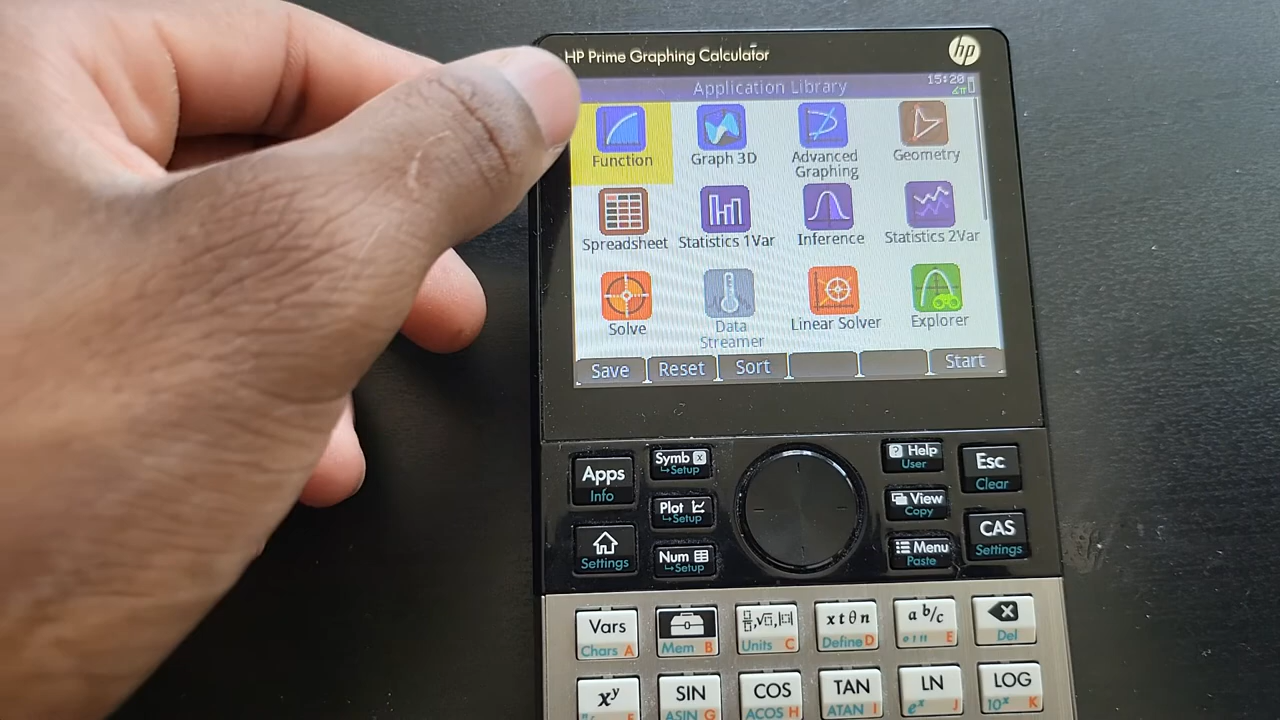 HP Prime Graphing Calculator
hp
Application Library
15:20
Function
Graph 3D
Advanced
Graphing
Geometry
Spreadsheet
Statistics 1Var
Inference
Statistics 2Var
Solve
Data
Streamer
Linear Solver
Explorer
Save Reset Sort Start
Apps
Info
Symb
Setup
Plot
Setup
Num
Setup
Settings
? Help
User
View
Copy
Menu
Paste
Esc
Clear
CAS
Settings
Vars
Chars A
Mem B
Units C
x t θ n
Define D
a b/c
E
Del
xʸ
F
SIN
ASIN G
COS
ACOS H
TAN
ATAN I
LN
eˣ J
LOG
10ˣ K